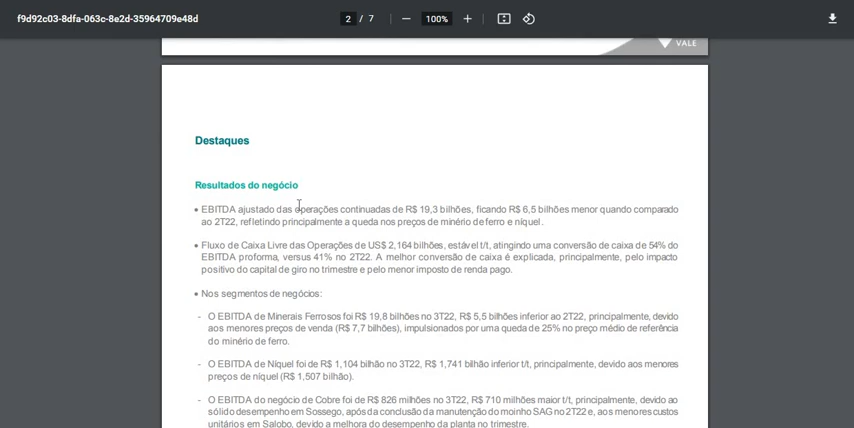 f9d92c03-8dfa-063c-8e2d-35964709e48d
2 / 7
100%
VALE
Destaques
Resultados do negócio
• EBITDA ajustado das operações continuadas de R$ 19,3 bilhões, ficando R$ 6,5 bilhões menor quando comparado
ao 2T22, refletindo principalmente a queda nos preços de minério de ferro e níquel.
• Fluxo de Caixa Livre das Operações de US$ 2,164 bilhões, estável t/t, atingindo uma conversão de caixa de 54% do
EBITDA proforma, versus 41% no 2T22. A melhor conversão de caixa é explicada, principalmente, pelo impacto
positivo do capital de giro no trimestre e pelo menor imposto de renda pago.
• Nos segmentos de negócios:
- O EBITDA de Minerais Ferrosos foi R$ 19,8 bilhões no 3T22, R$ 5,5 bilhões inferior ao 2T22, principalmente, devido
aos menores preços de venda (R$ 7,7 bilhões), impulsionados por uma queda de 25% no preço médio de referência
do minério de ferro.
- O EBITDA de Níquel foi de R$ 1,104 bilhão no 3T22, R$ 1,741 bilhão inferior t/t, principalmente, devido aos menores
preços de níquel (R$ 1,507 bilhão).
- O EBITDA do negócio de Cobre foi de R$ 826 milhões no 3T22, R$ 710 milhões maior t/t, principalmente, devido ao
sólido desempenho em Sossego, após da conclusão da manutenção do moinho SAG no 2T22 e, aos menores custos
unitários em Salobo, devido a melhora do desempenho da planta no trimestre.